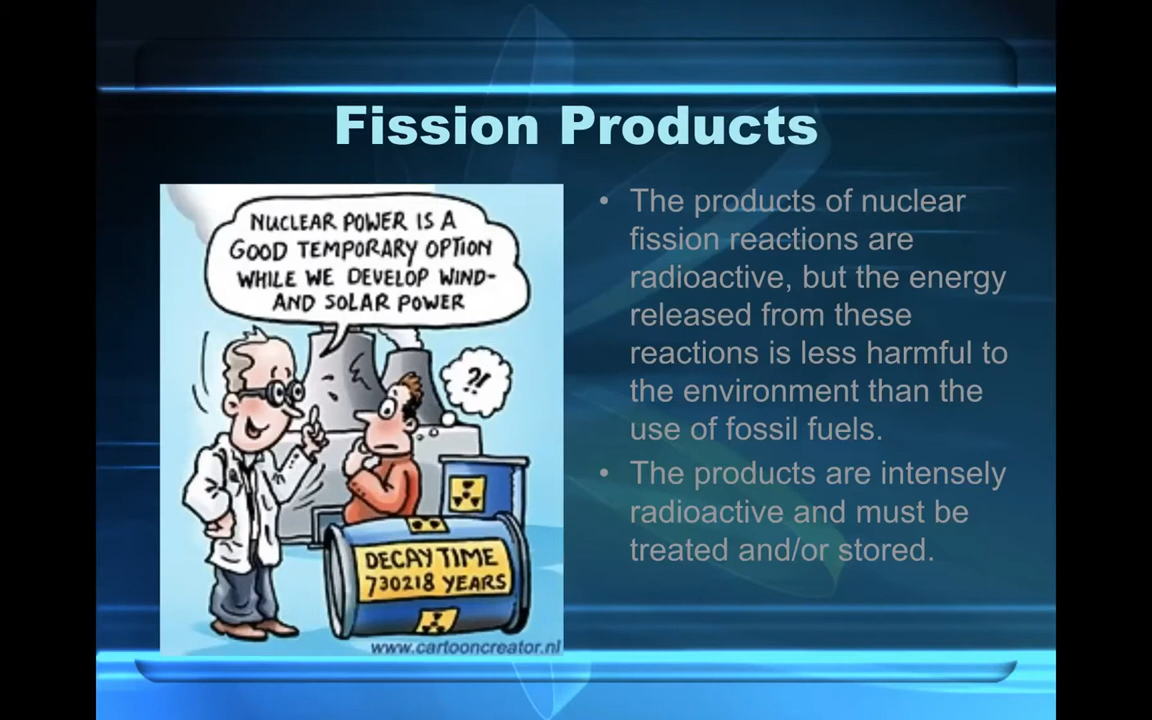 Fission Products
NUCLEAR POWER IS A
GOOD TEMPORARY OPTION
WHILE WE DEVELOP WIND-
AND SOLAR POWER
?!
DECAY TIME
730218 YEARS
www.cartooncreator.nl
• The products of nuclear
fission reactions are
radioactive, but the energy
released from these
reactions is less harmful to
the environment than the
use of fossil fuels.
• The products are intensely
radioactive and must be
treated and/or stored.